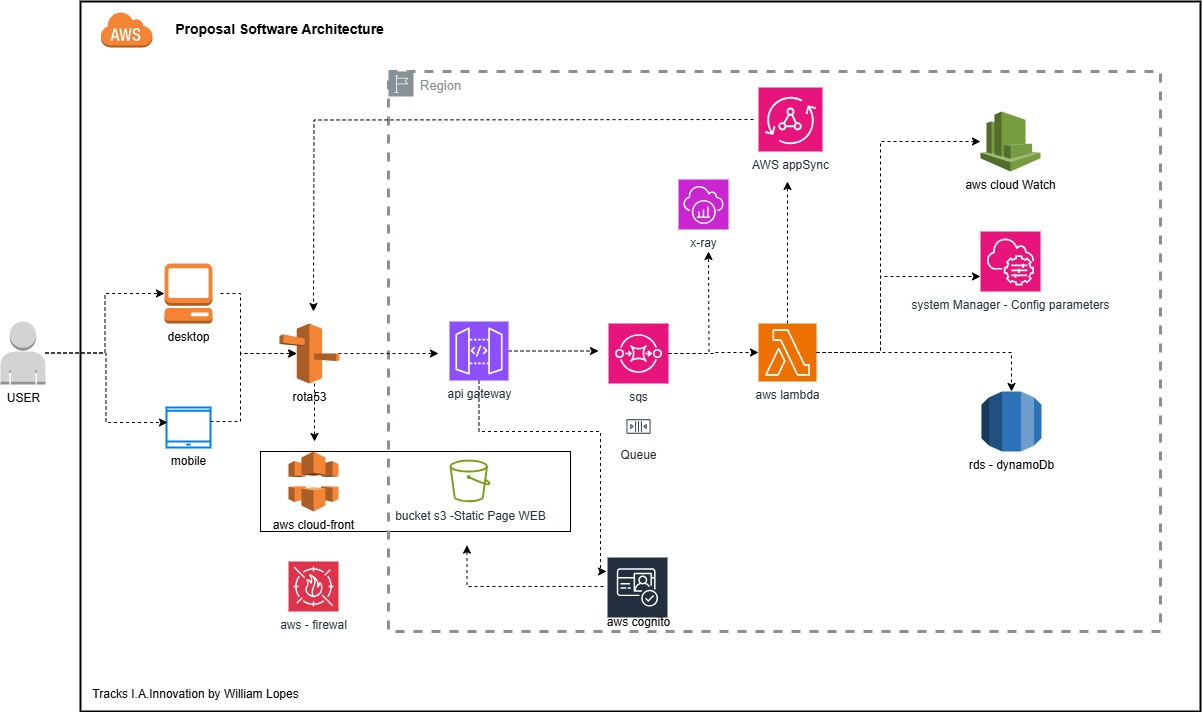 AWS
Proposal Software Architecture
Region
AWS appSync
aws cloud Watch
x-ray
system Manager - Config parameters
desktop
USER
rota53
api gateway
sqs
aws lambda
mobile
Queue
rds - dynamoDb
aws cloud-front
bucket s3 -Static Page WEB
aws - firewal
aws cognito
Tracks I.A.Innovation by William Lopes